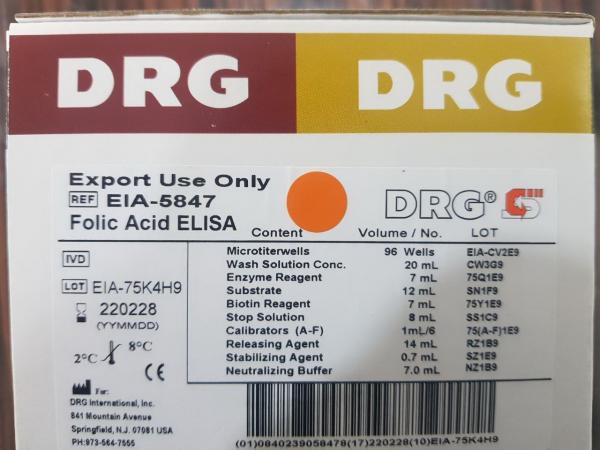 DRG DRG
Export Use Only
REF EIA-5847
Folic Acid ELISA
DRG®
Content Volume / No. LOT
Microtiterwells 96 Wells EIA-CV2E9
Wash Solution Conc. 20 mL CW3G9
Enzyme Reagent 7 mL 75Q1E9
Substrate 12 mL SN1F9
Biotin Reagent 7 mL 75Y1E9
Stop Solution 8 mL SS1C9
Calibrators (A-F) 1mL/6 75(A-F)1E9
Releasing Agent 14 mL RZ1B9
Stabilizing Agent 0.7 mL SZ1E9
Neutralizing Buffer 7.0 mL NZ1B9
IVD
LOT EIA-75K4H9
220228
(YYMMDD)
2°C 8°C
CE
For:
DRG International, Inc.
841 Mountain Avenue
Springfield, N.J. 07081 USA
PH:973-564-7555
(01)0840239058478(17)220228(10)EIA-75K4H9